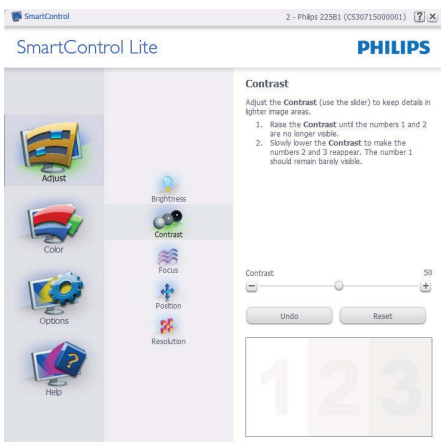 SmartControl
2 - Philips 225B1 (CS30715000001)
SmartControl Lite
PHILIPS
Adjust
Color
Options
Help
Brightness
Contrast
Focus
Position
Resolution
Contrast
Adjust the Contrast (use the slider) to keep details in
lighter image areas.
1. Raise the Contrast until the numbers 1 and 2
are no longer visible.
2. Slowly lower the Contrast to make the
numbers 2 and 3 reappear. The number 1
should remain barely visible.
Contrast 50
Undo Reset
1 2 3